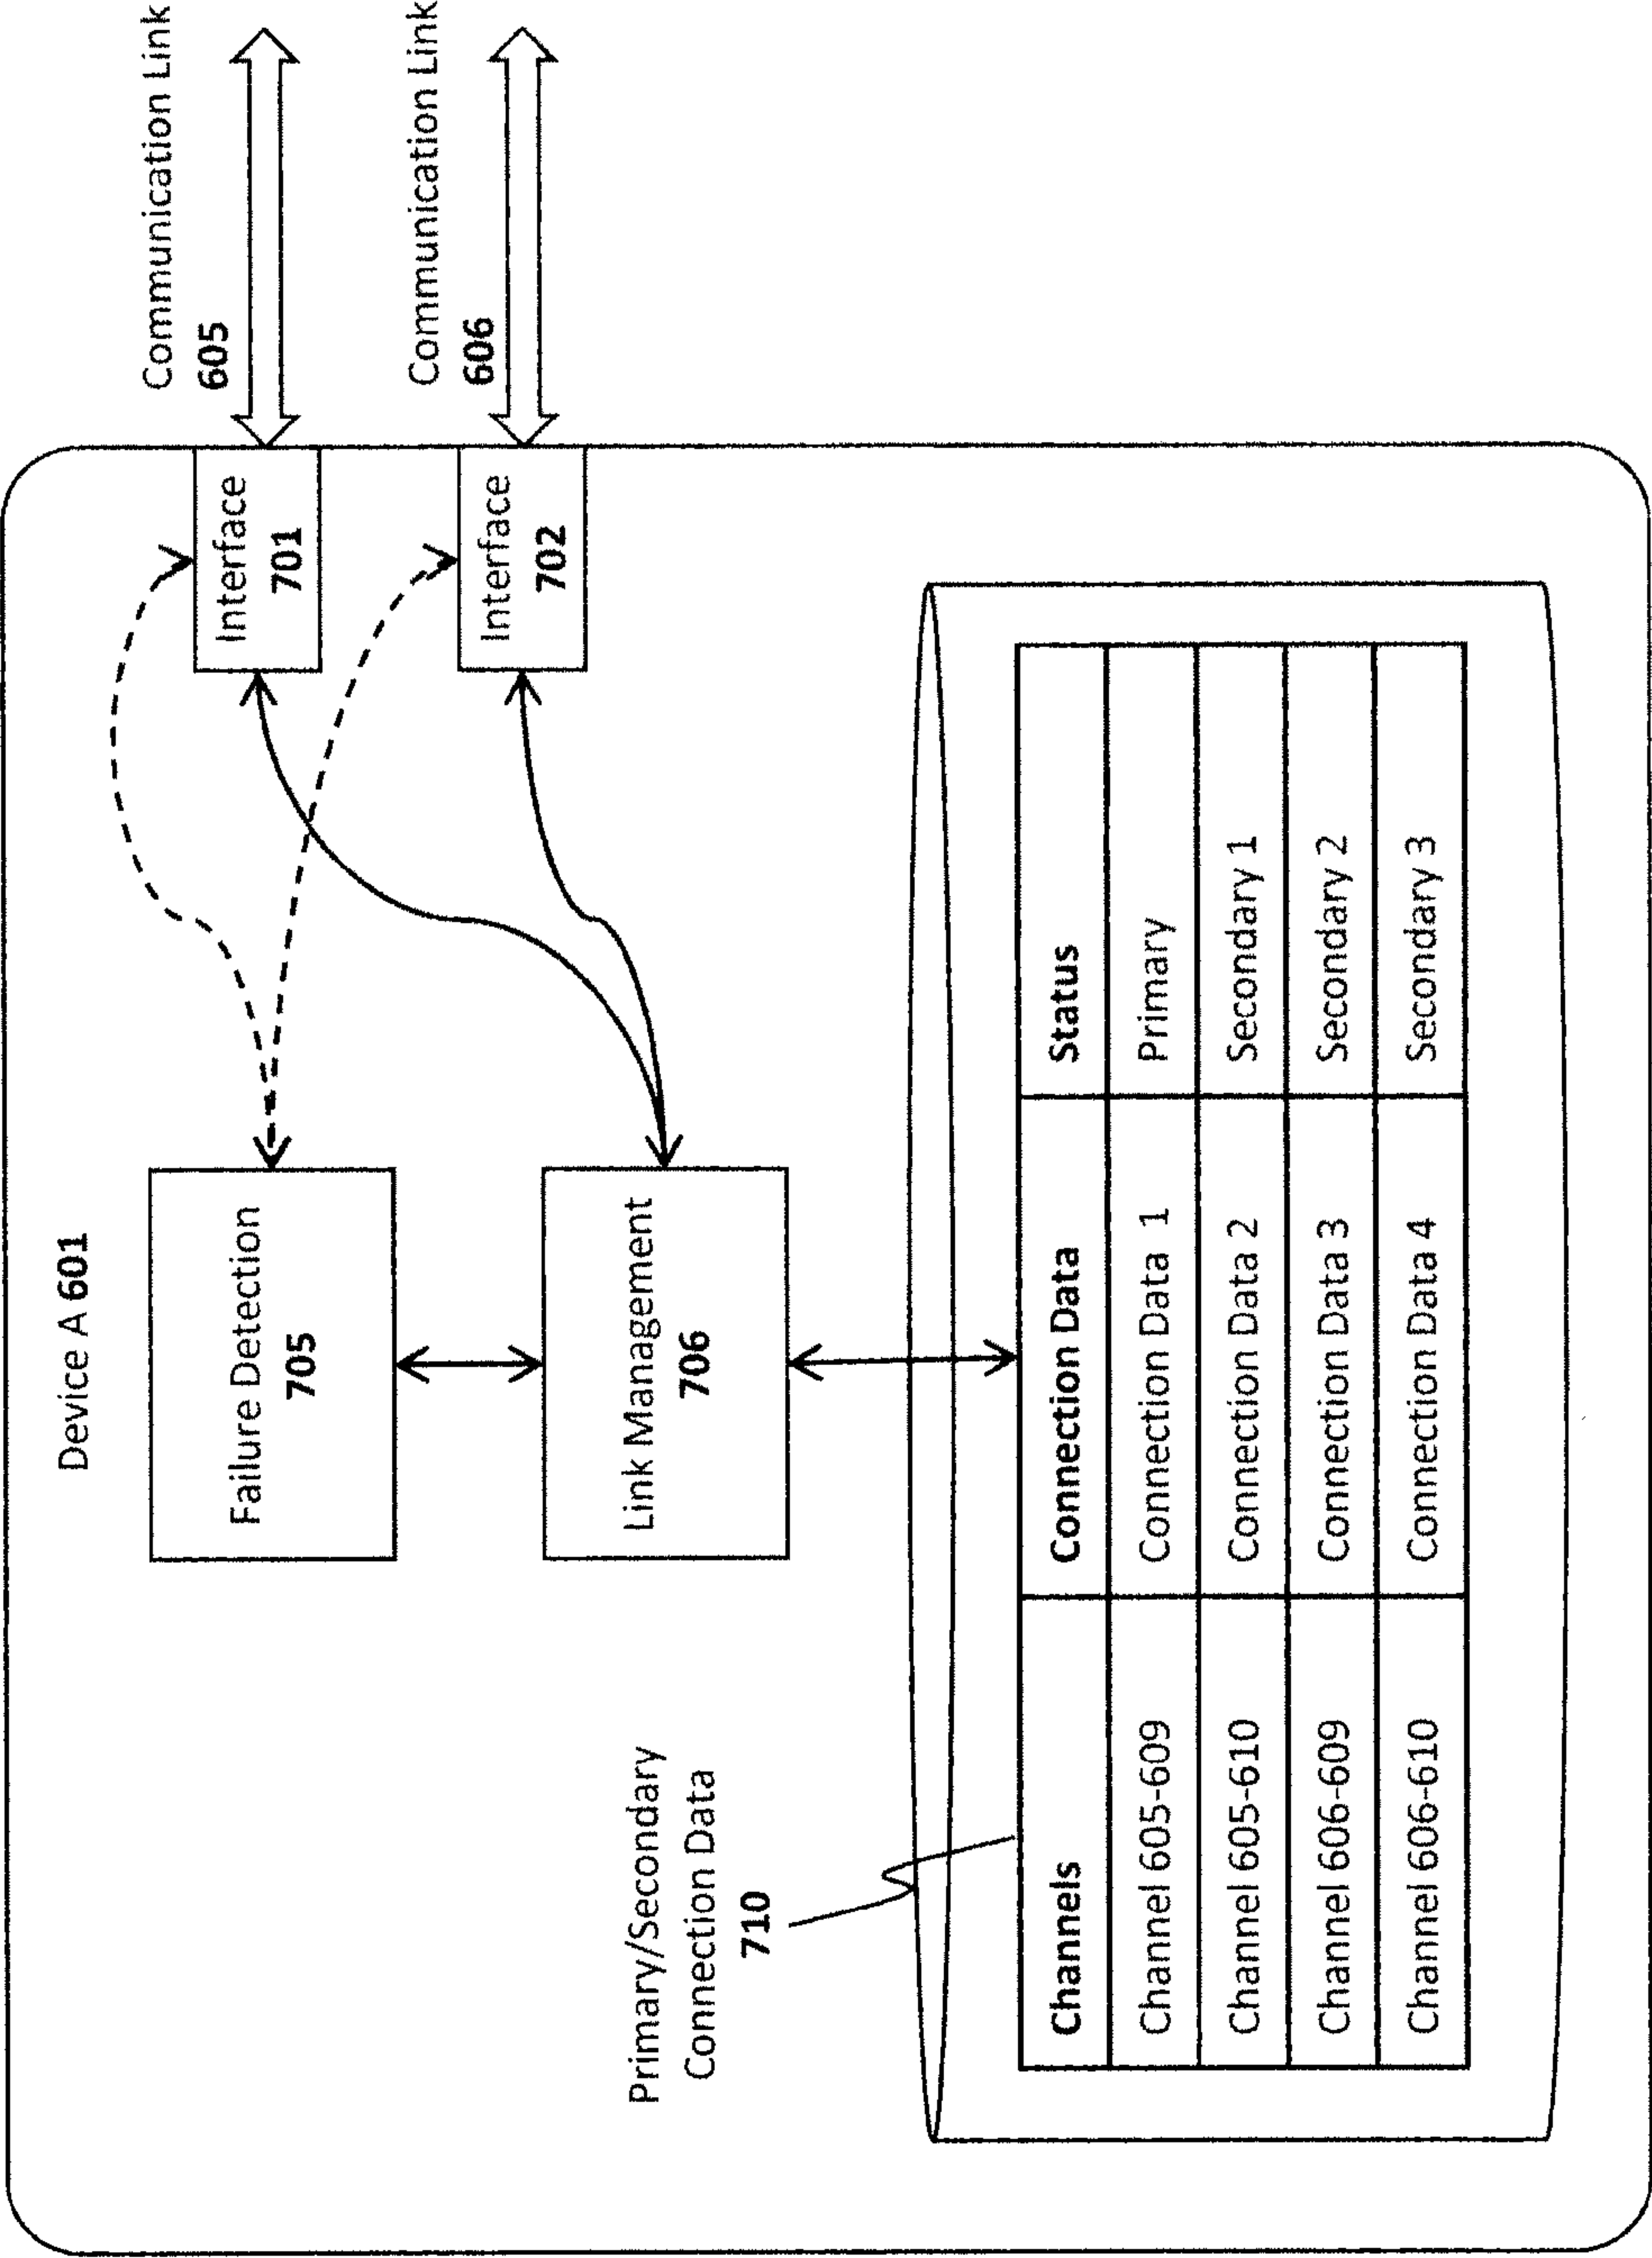 Device A 601
Communication Link
605
Failure Detection
705
Interface
701
Communication Link
606
Link Management
706
Interface
702
Primary/Secondary
Connection Data
710
Channels Connection Data Status
Channel 605-609 Connection Data 1 Primary
Channel 605-610 Connection Data 2 Secondary 1
Channel 606-609 Connection Data 3 Secondary 2
Channel 606-610 Connection Data 4 Secondary 3